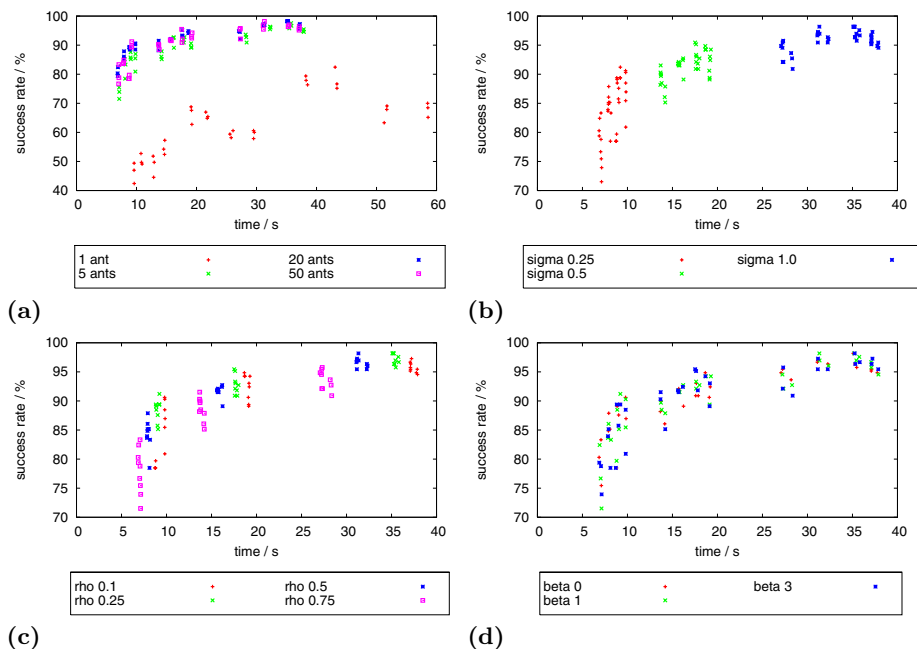 success rate / %
100
90
80
70
60
50
40
0 10 20 30 40 50 60
time / s
1 ant
5 ants
20 ants
50 ants
(a)
success rate / %
100
95
90
85
80
75
70
0 5 10 15 20 25 30 35 40
time / s
sigma 0.25
sigma 0.5
sigma 1.0
(b)
success rate / %
100
95
90
85
80
75
70
0 5 10 15 20 25 30 35 40
time / s
rho 0.1
rho 0.25
rho 0.5
rho 0.75
(c)
success rate / %
100
95
90
85
80
75
70
0 5 10 15 20 25 30 35 40
time / s
beta 0
beta 1
beta 3
(d)